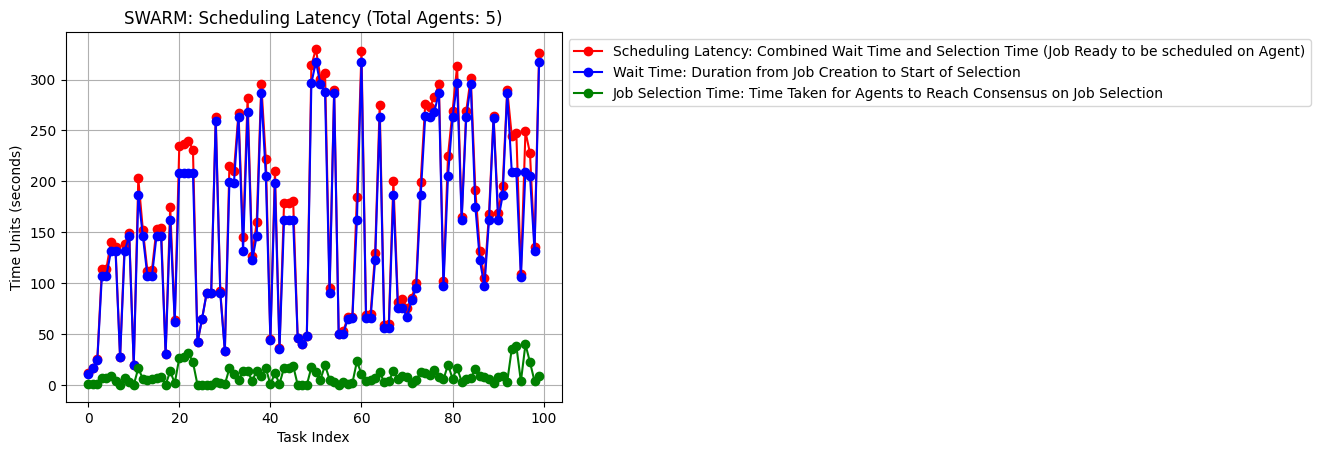 SWARM: Scheduling Latency (Total Agents: 5)
Scheduling Latency: Combined Wait Time and Selection Time (Job Ready to be scheduled on Agent)
Wait Time: Duration from Job Creation to Start of Selection
Job Selection Time: Time Taken for Agents to Reach Consensus on Job Selection
Time Units (seconds)
300
250
200
150
100
50
0
0 20 40 60 80 100
Task Index